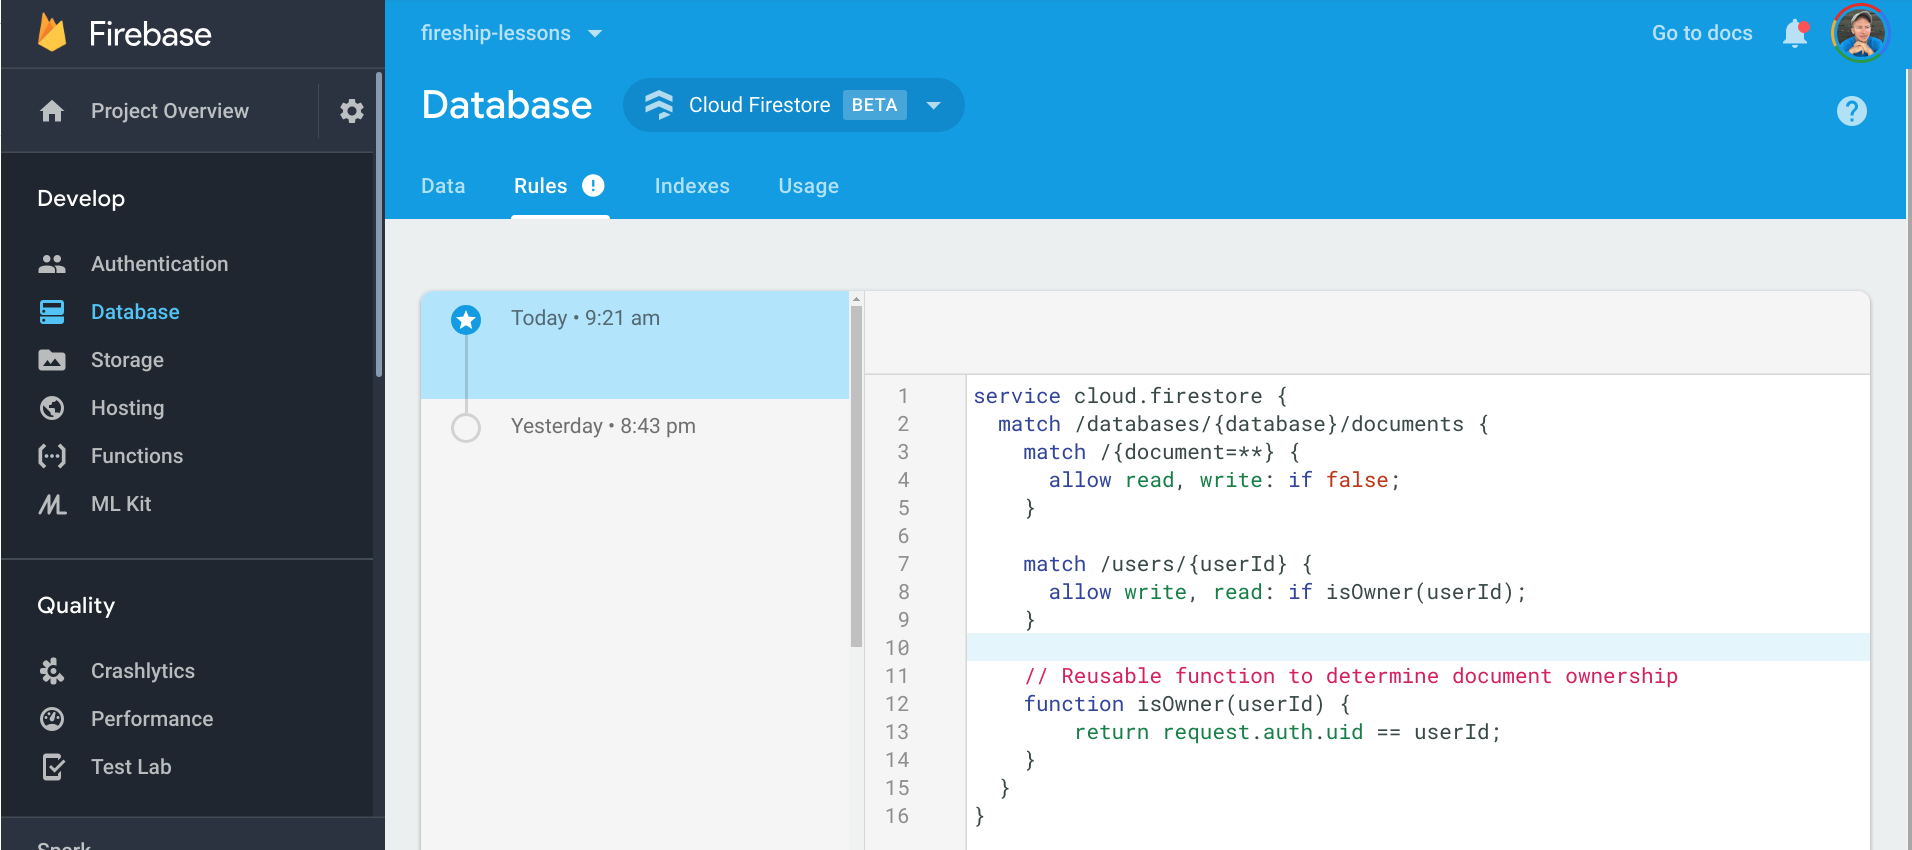 Firebase
Project Overview
Develop
Authentication
Database
Storage
Hosting
Functions
ML Kit
Quality
Crashlytics
Performance
Test Lab
Spark
fireship-lessons
Go to docs
Database
Cloud Firestore BETA
Data Rules Indexes Usage
Today • 9:21 am
Yesterday • 8:43 pm
1 service cloud.firestore {
2 match /databases/{database}/documents {
3 match /{document=**} {
4 allow read, write: if false;
5 }
6
7 match /users/{userId} {
8 allow write, read: if isOwner(userId);
9 }
10
11 // Reusable function to determine document ownership
12 function isOwner(userId) {
13 return request.auth.uid == userId;
14 }
15 }
16 }